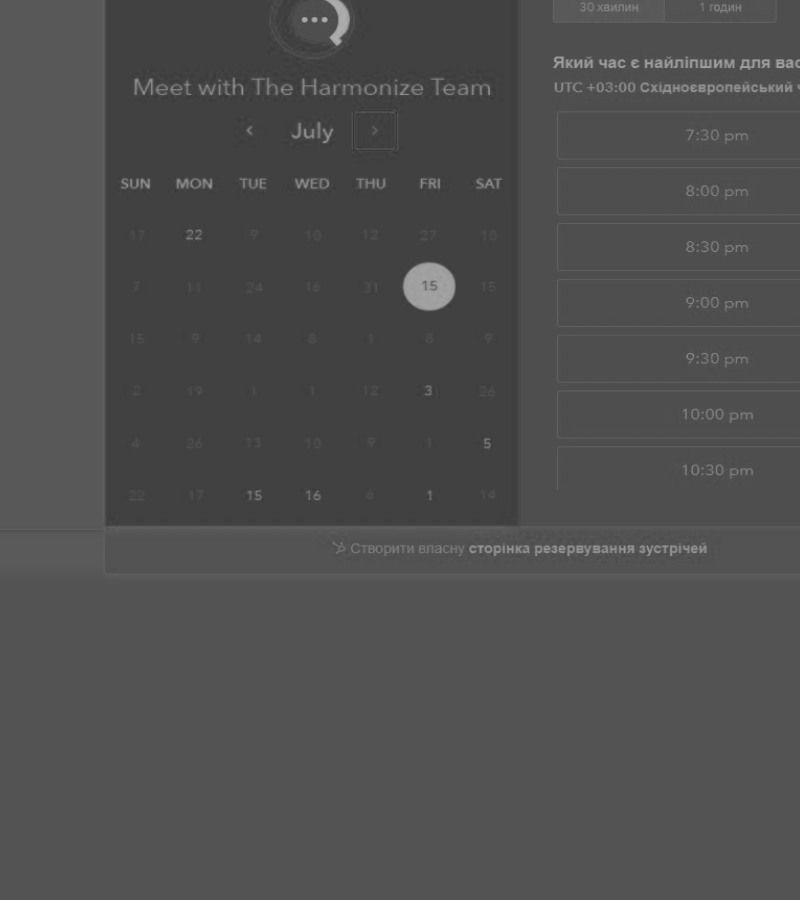 30 хвилин 1 годин
Meet with The Harmonize Team
‹ July ›
SUN MON TUE WED THU FRI SAT
17 22 9 10 12 27 10
7 11 24 16 31 15 15
15 9 14 8 1 8 9
2 19 1 1 12 3 26
4 26 13 10 9 1 5
22 17 15 16 6 1 14
Який час є найліпшим для вас
UTC +03:00 Східноєвропейський ч
7:30 pm
8:00 pm
8:30 pm
9:00 pm
9:30 pm
10:00 pm
10:30 pm
Створити власну сторінка резервування зустрічей